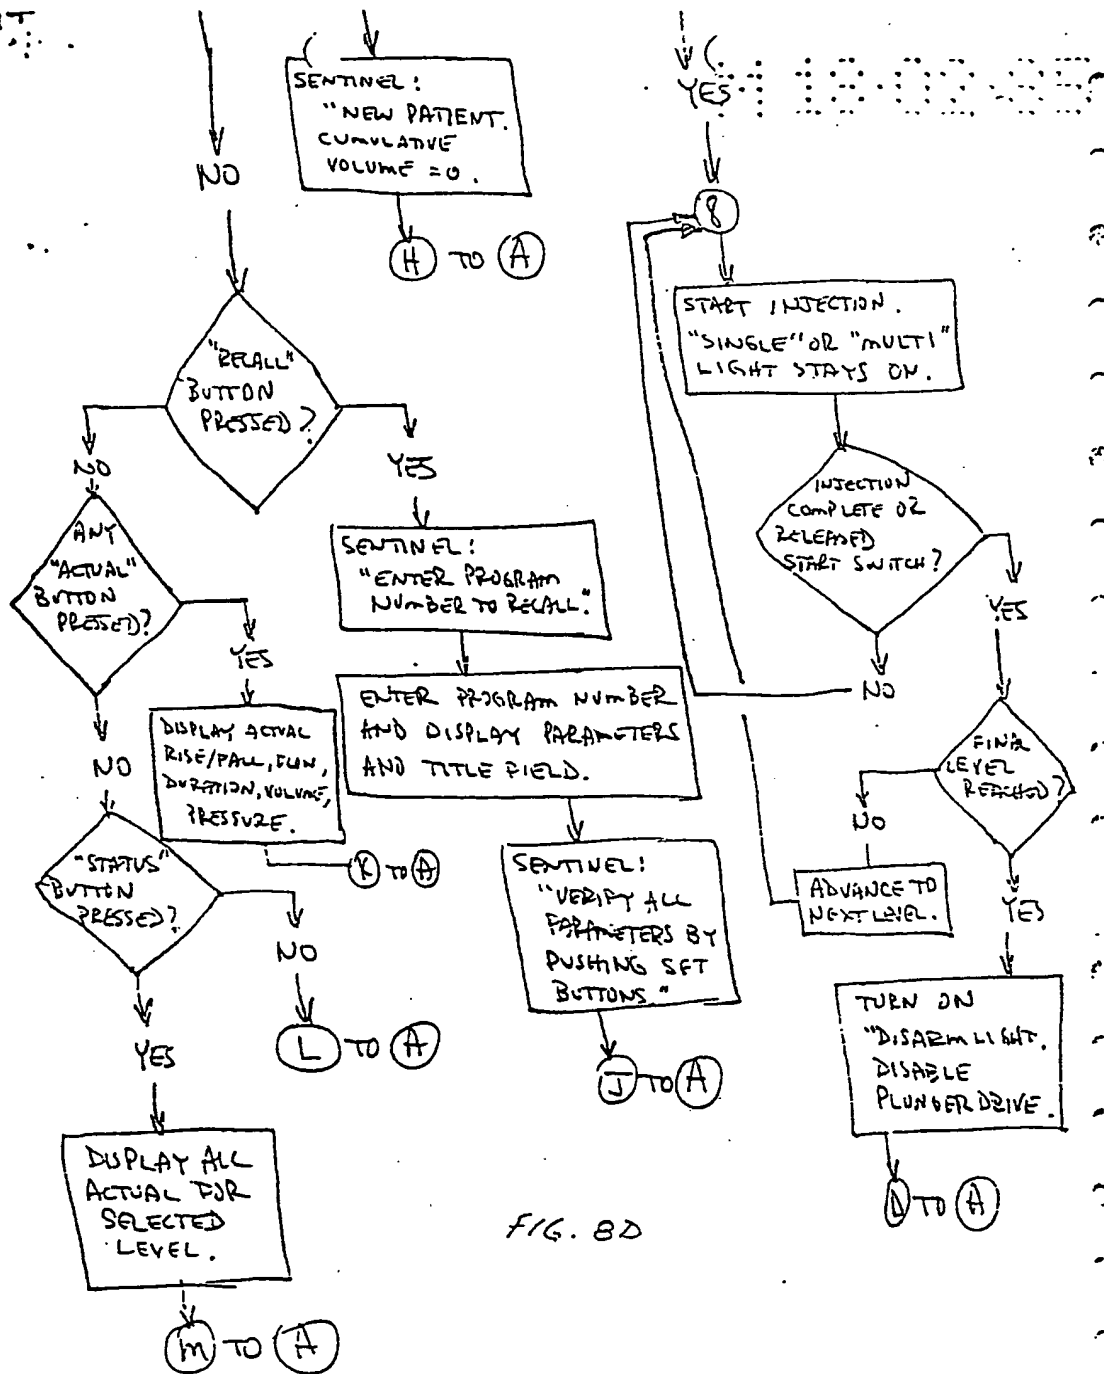 NO
SENTINEL:
"NEW PATIENT.
CUMULATIVE
VOLUME = 0.
H TO A
"RECALL"
BUTTON
PRESSED?
NO
YES
ANY
"ACTUAL"
BUTTON
PRESSED?
YES
NO
DISPLAY ACTUAL
RISE/FALL, FLOW,
DURATION, VOLUME,
PRESSURE.
K TO A
"STATUS"
BUTTON
PRESSED?
NO
L TO A
YES
DISPLAY ALL
ACTUAL FOR
SELECTED
LEVEL.
M TO A
SENTINEL:
"ENTER PROGRAM
NUMBER TO RECALL."
ENTER PROGRAM NUMBER
AND DISPLAY PARAMETERS
AND TITLE FIELD.
SENTINEL:
"VERIFY ALL
PARAMETERS BY
PUSHING SET
BUTTONS."
J TO A
YES
8
START INJECTION.
"SINGLE" OR "MULTI"
LIGHT STAYS ON.
INJECTION
COMPLETE OR
RELEASED
START SWITCH?
NO
YES
FINAL
LEVEL
REACHED?
NO
ADVANCE TO
NEXT LEVEL.
YES
TURN ON
"DISARM LIGHT.
DISABLE
PLUNGER DRIVE.
D TO A
FIG. 8D